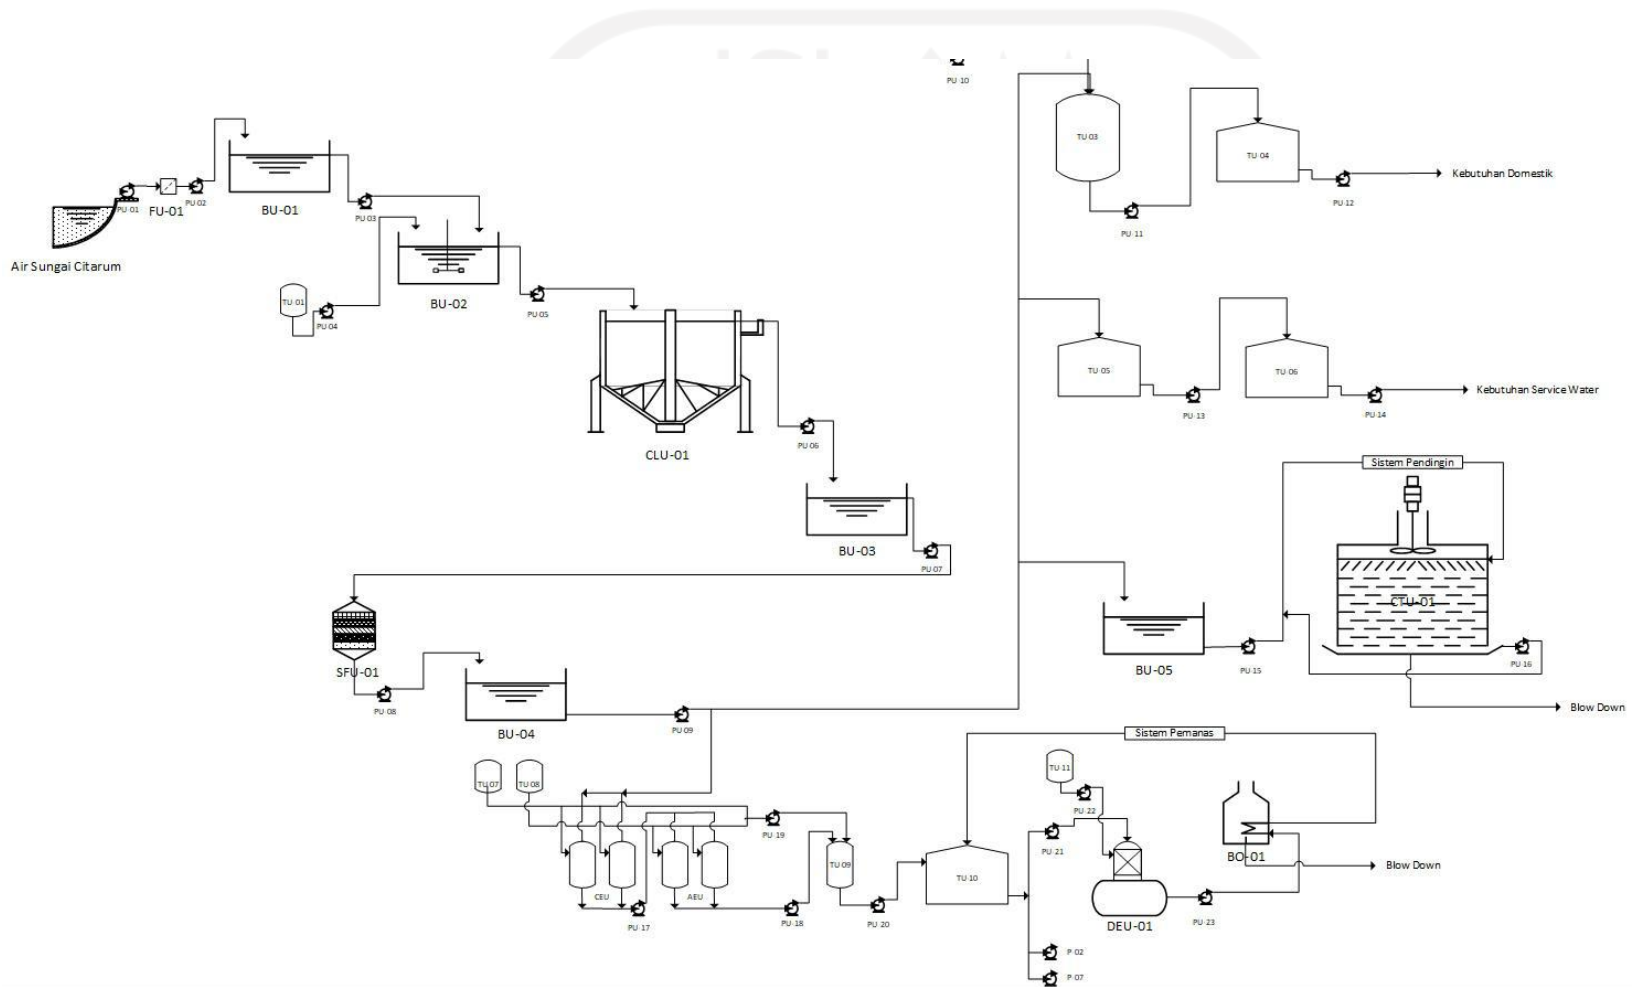 PU 10
TU 03
TU 04
Kebutuhan Domestik
PU-01
FU-01
PU 02
BU-01
PU 03
PU-12
PU-11
Air Sungai Citarum
TU 01
PU 04
BU-02
PU 05
TU-05
TU-06
Kebutuhan Service Water
PU-13
PU-14
CLU-01
PU 06
Sistem Pendingin
BU-03
PU 07
CTU-01
SFU-01
PU-08
BU-05
PU-15
PU-16
Blow Down
BU-04
PU 09
Sistem Pemanas
TU 07
TU 08
TU-11
PU-22
PU-19
PU-21
BO-01
Blow Down
TU 09
TU-10
CEU
AEU
PU-17
PU-18
PU-20
DEU-01
PU-23
P-02
P-07